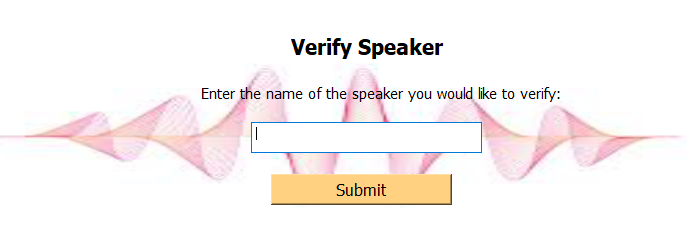 Verify Speaker
Enter the name of the speaker you would like to verify:
Submit